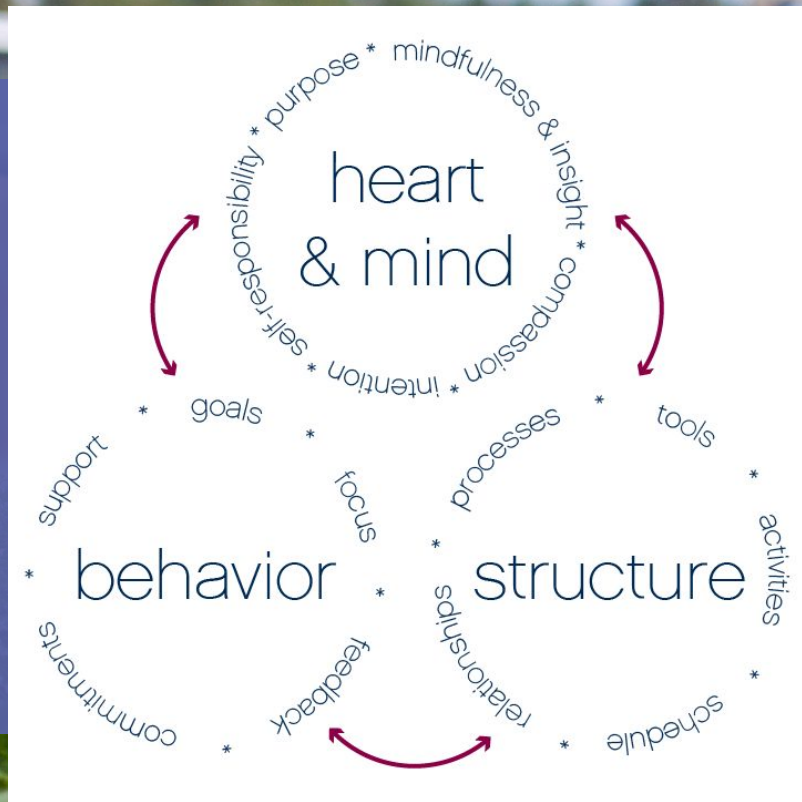 purpose * mindfulness & insight * compassion * intention * self-responsibility *
heart
& mind
goals * focus * feedback * commitments * support *
behavior
processes * tools * activities * schedule * relationships *
structure